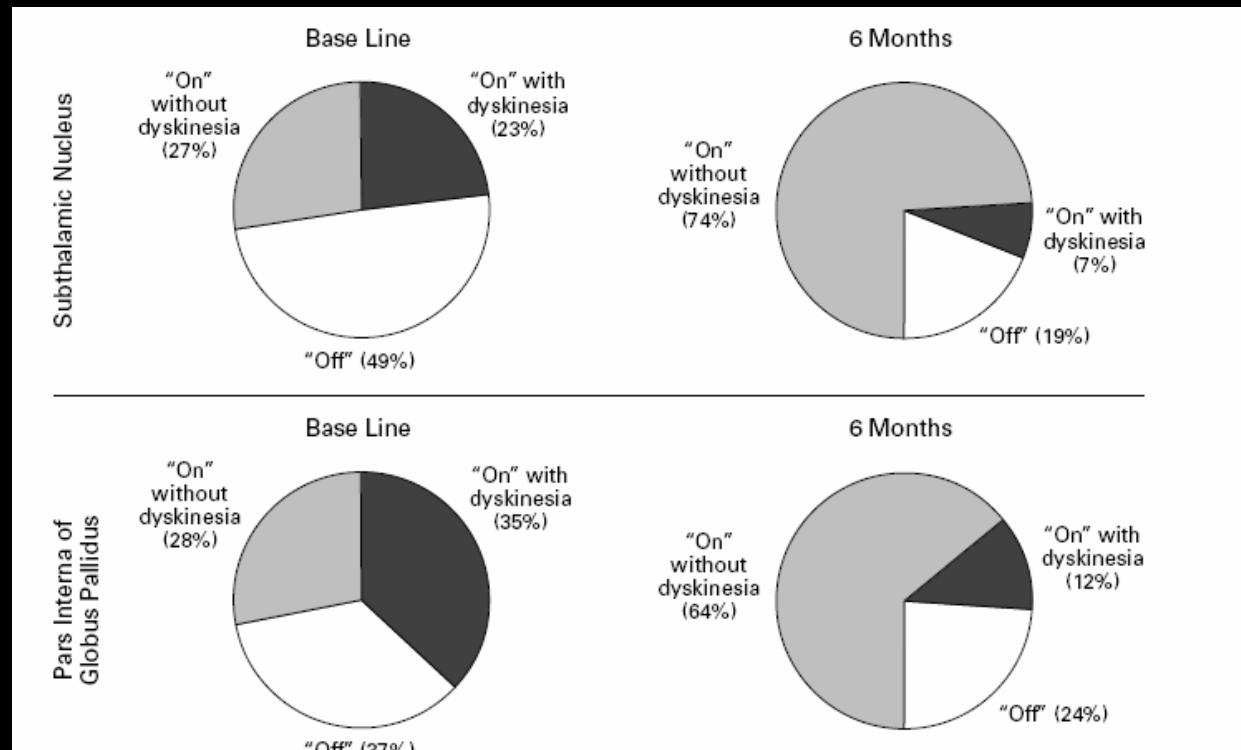 Base Line
6 Months
Subthalamic Nucleus
“On”
without
dyskinesia
(27%)
“On” with
dyskinesia
(23%)
“Off” (49%)
“On”
without
dyskinesia
(74%)
“On” with
dyskinesia
(7%)
“Off” (19%)
Base Line
6 Months
Pars Interna of
Globus Pallidus
“On”
without
dyskinesia
(28%)
“On” with
dyskinesia
(35%)
“Off” (37%)
“On”
without
dyskinesia
(64%)
“On” with
dyskinesia
(12%)
“Off” (24%)